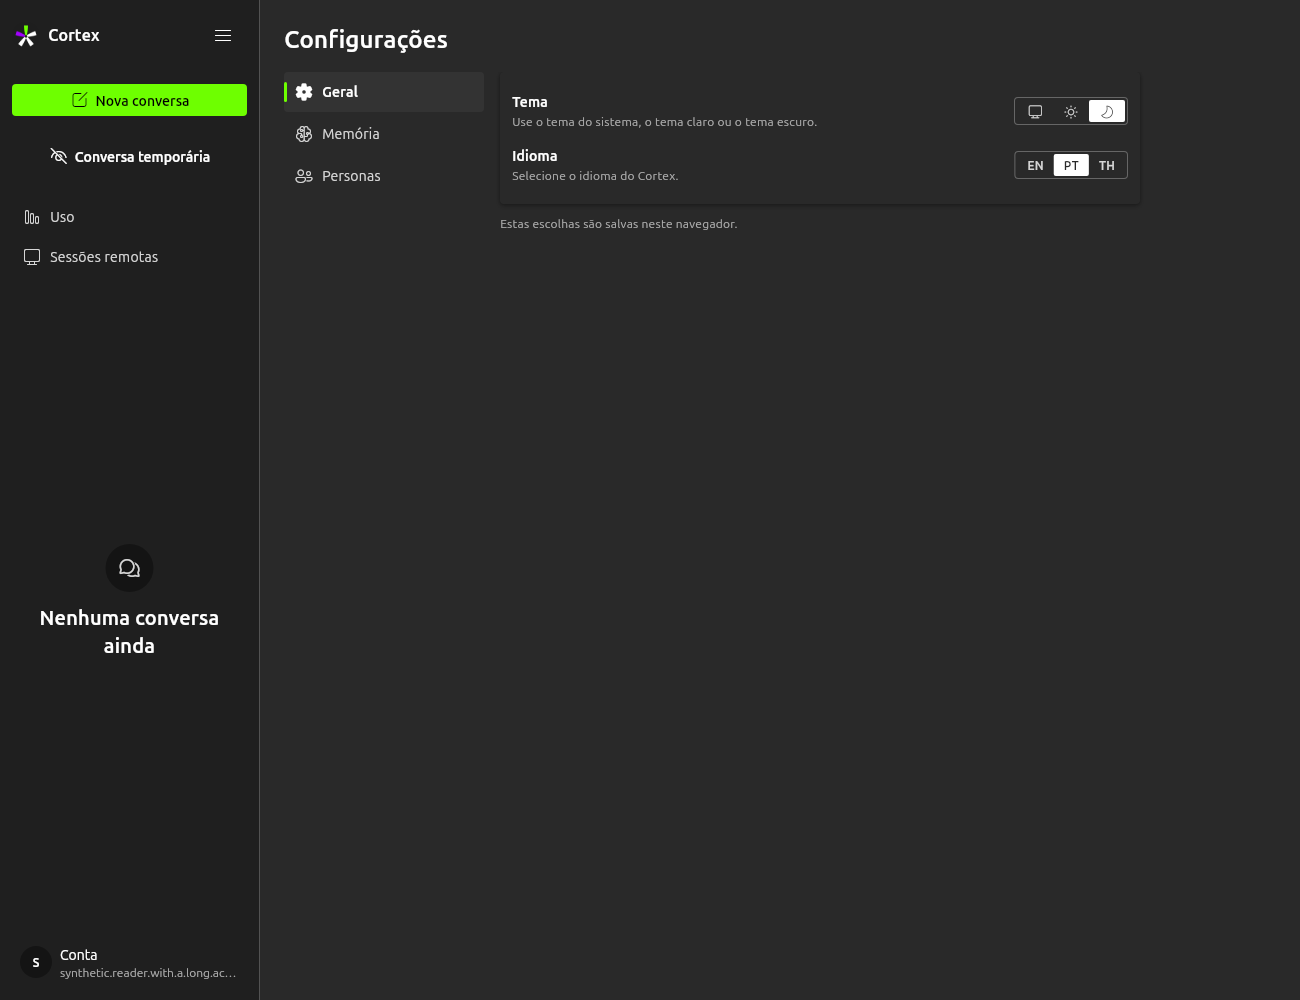 Cortex
Nova conversa
Conversa temporária
Uso
Sessões remotas
Nenhuma conversa
ainda
S
Conta
synthetic.reader.with.a.long.ac…
Configurações
Geral
Memória
Personas
Tema
Use o tema do sistema, o tema claro ou o tema escuro.
Idioma
Selecione o idioma do Cortex.
EN PT TH
Estas escolhas são salvas neste navegador.